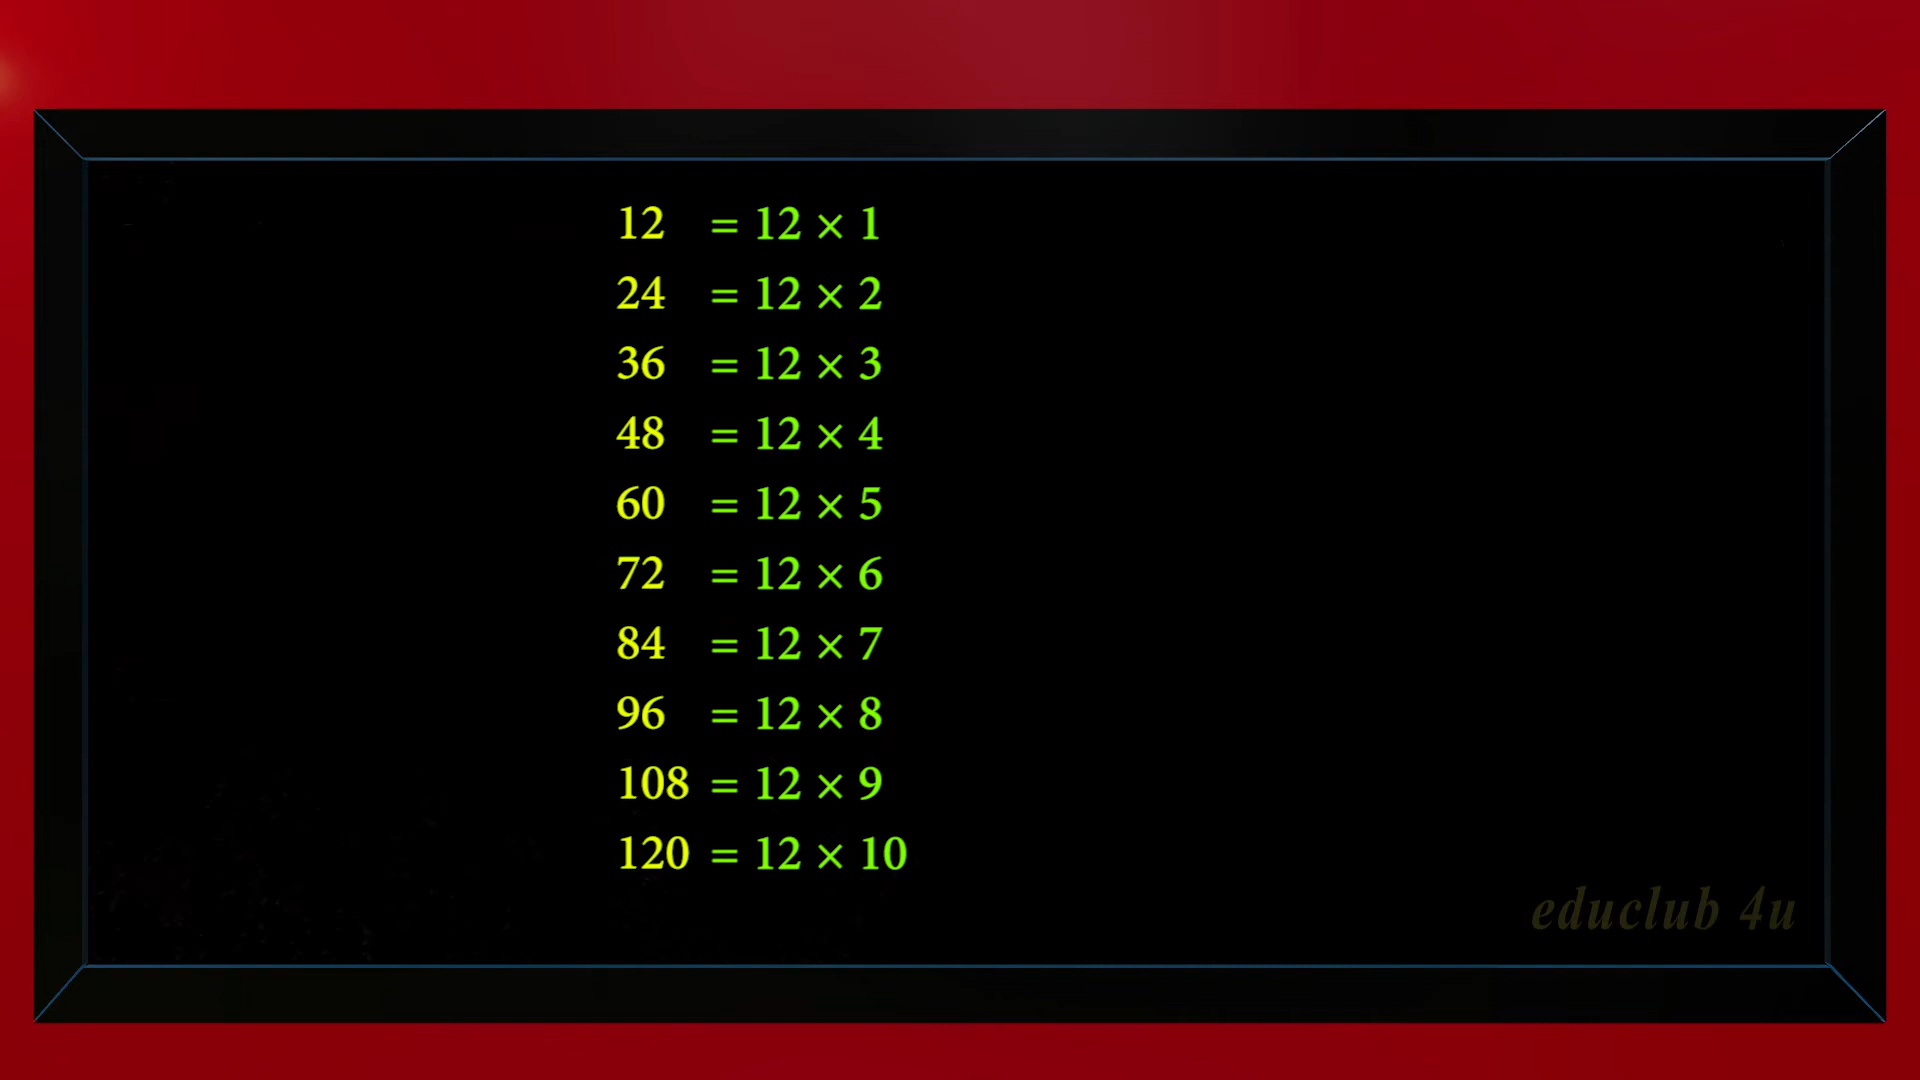 12 = 12 × 1
24 = 12 × 2
36 = 12 × 3
48 = 12 × 4
60 = 12 × 5
72 = 12 × 6
84 = 12 × 7
96 = 12 × 8
108 = 12 × 9
120 = 12 × 10
educlub 4u